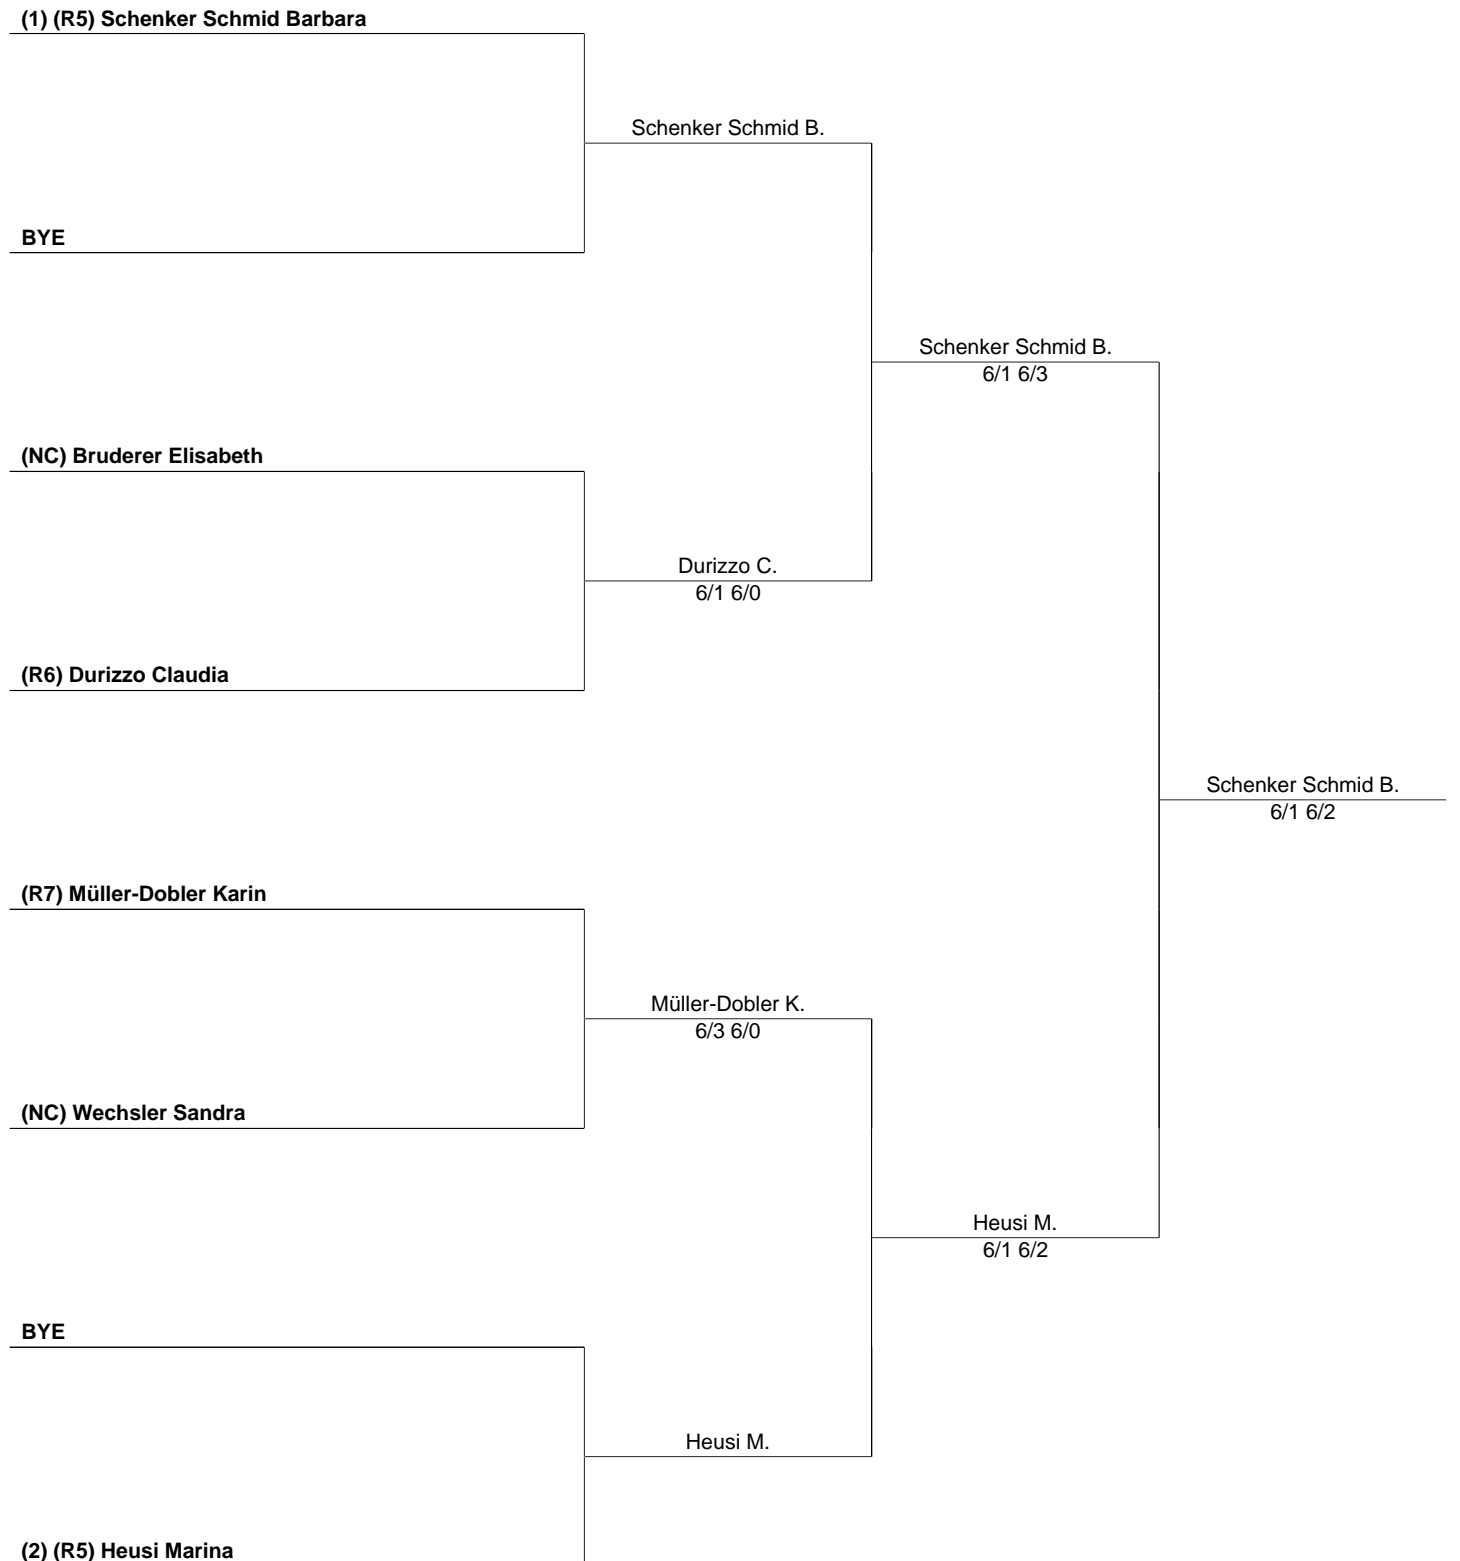 (1) (R5) Schenker Schmid Barbara
Schenker Schmid B.
BYE
Schenker Schmid B.
6/1 6/3
(NC) Bruderer Elisabeth
Durizzo C.
6/1 6/0
(R6) Durizzo Claudia
Schenker Schmid B.
6/1 6/2
(R7) Müller-Dobler Karin
Müller-Dobler K.
6/3 6/0
(NC) Wechsler Sandra
Heusi M.
6/1 6/2
BYE
Heusi M.
(2) (R5) Heusi Marina